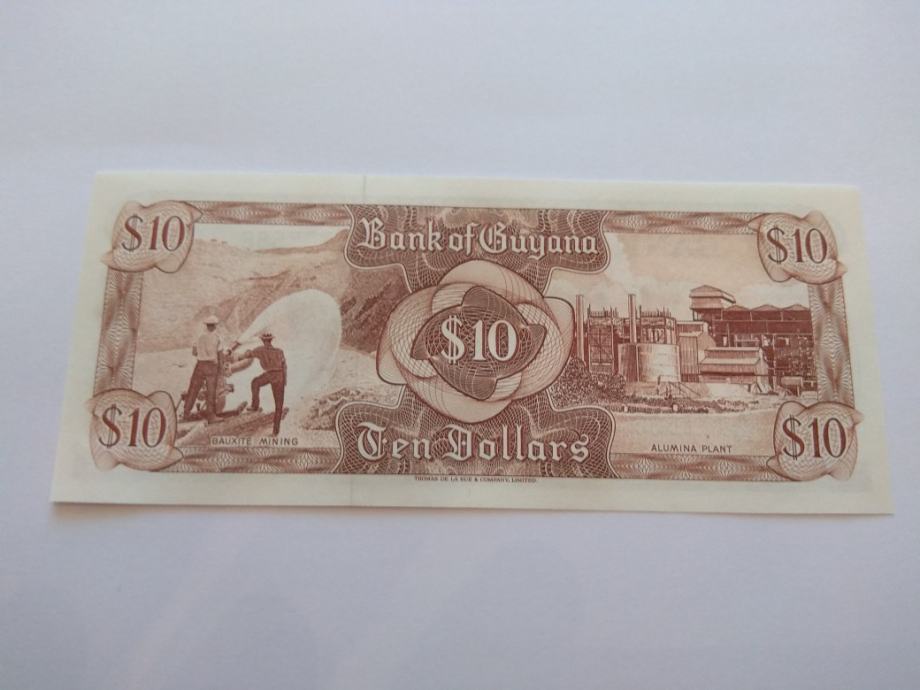 $10
Bank of Guyana
$10
$10
$10
BAUXITE MINING
Ten Dollars
ALUMINA PLANT
$10
THOMAS DE LA RUE & COMPANY, LIMITED.